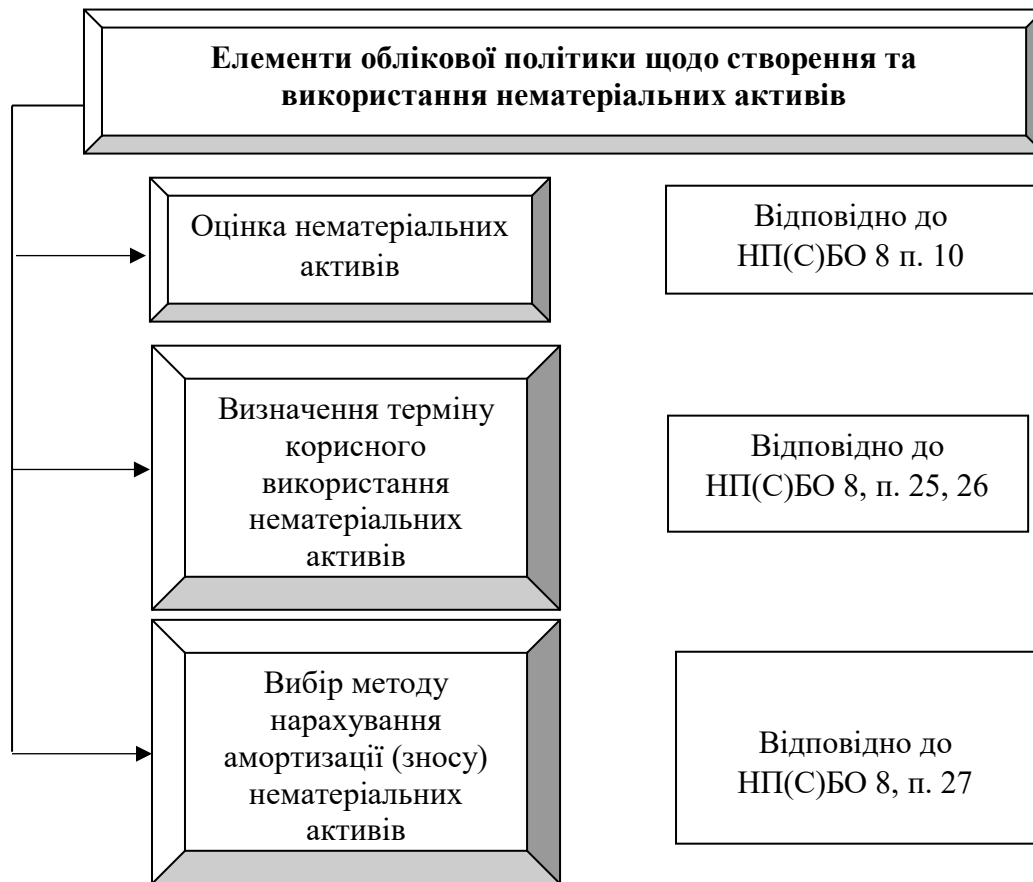 Елементи облікової політики щодо створення та
використання нематеріальних активів
Оцінка нематеріальних
активів
Відповідно до
НП(С)БО 8 п. 10
Визначення терміну
корисного
використання
нематеріальних
активів
Відповідно до
НП(С)БО 8, п. 25, 26
Вибір методу
нарахування
амортизації (зносу)
нематеріальних
активів
Відповідно до
НП(С)БО 8, п. 27